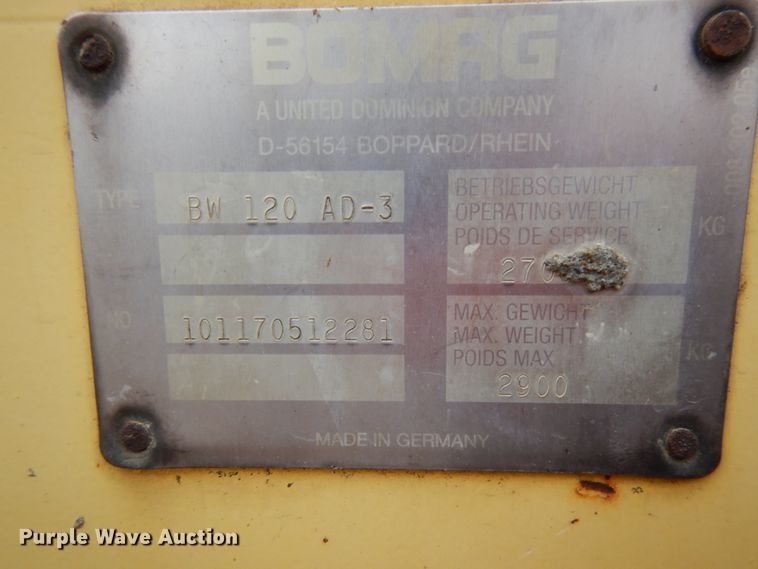 BOMAG
A UNITED DOMINION COMPANY
D-56154 BOPPARD/RHEIN
TYPE BW 120 AD-3
NO 101170512281
BETRIEBSGEWICHT
OPERATING WEIGHT
POIDS DE SERVICE
KG
MAX. GEWICHT
MAX. WEIGHT
POIDS MAX
KG
2900
MADE IN GERMANY
Purple Wave Auction